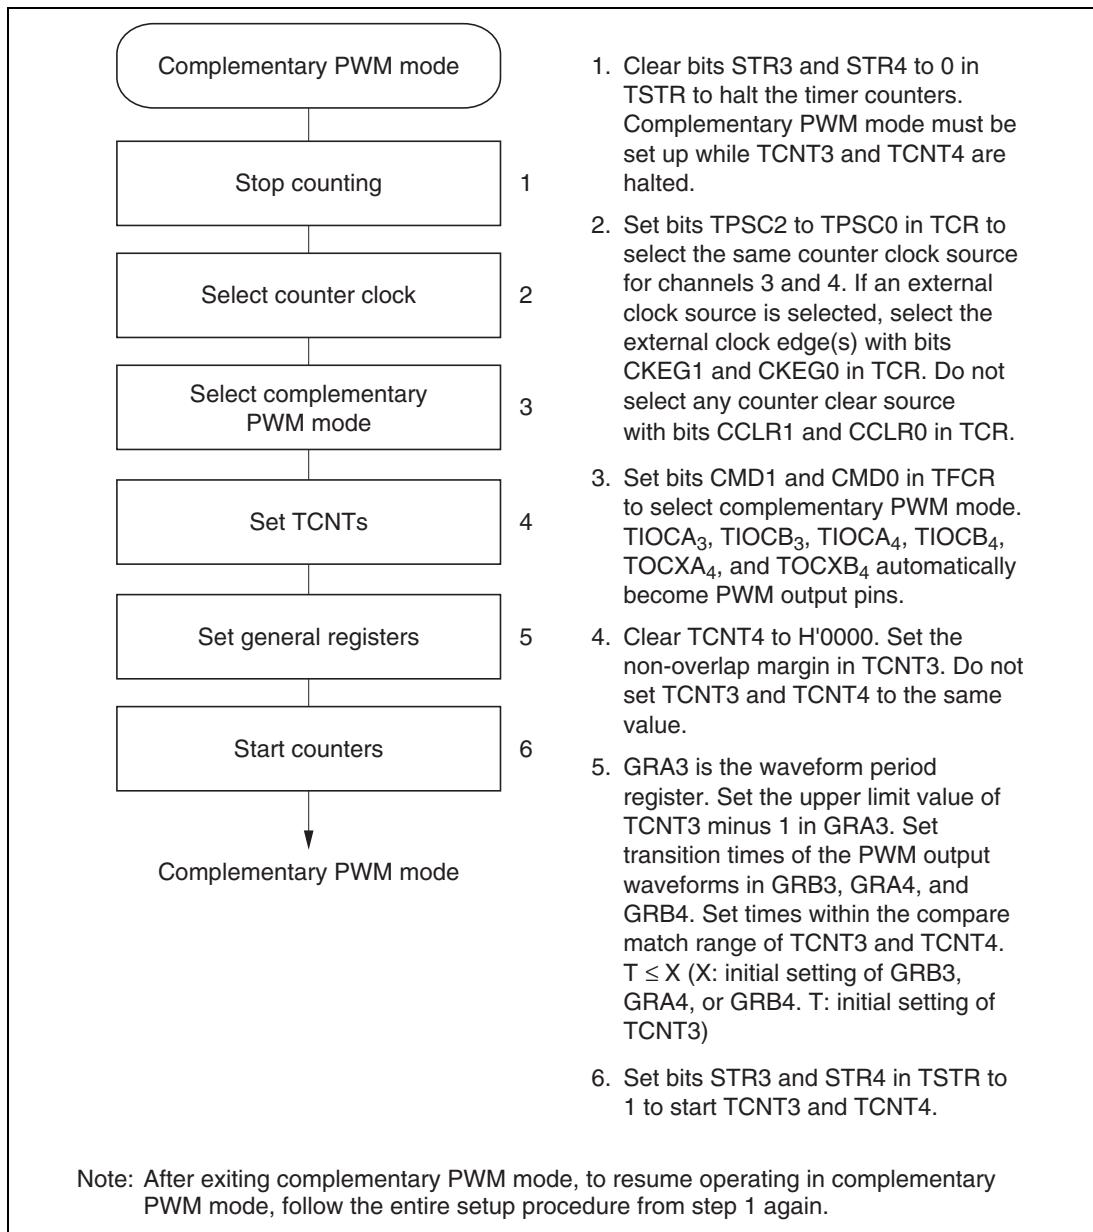 Complementary PWM mode
Stop counting
1
Select counter clock
2
Select complementary
PWM mode
3
Set TCNTs
4
Set general registers
5
Start counters
6
Complementary PWM mode
1. Clear bits STR3 and STR4 to 0 in
TSTR to halt the timer counters.
Complementary PWM mode must be
set up while TCNT3 and TCNT4 are
halted.
2. Set bits TPSC2 to TPSC0 in TCR to
select the same counter clock source
for channels 3 and 4. If an external
clock source is selected, select the
external clock edge(s) with bits
CKEG1 and CKEG0 in TCR. Do not
select any counter clear source
with bits CCLR1 and CCLR0 in TCR.
3. Set bits CMD1 and CMD0 in TFCR
to select complementary PWM mode.
TIOCA3, TIOCB3, TIOCA4, TIOCB4,
TOCXA4, and TOCXB4 automatically
become PWM output pins.
4. Clear TCNT4 to H'0000. Set the
non-overlap margin in TCNT3. Do not
set TCNT3 and TCNT4 to the same
value.
5. GRA3 is the waveform period
register. Set the upper limit value of
TCNT3 minus 1 in GRA3. Set
transition times of the PWM output
waveforms in GRB3, GRA4, and
GRB4. Set times within the compare
match range of TCNT3 and TCNT4.
T ≤ X (X: initial setting of GRB3,
GRA4, or GRB4. T: initial setting of
TCNT3)
6. Set bits STR3 and STR4 in TSTR to
1 to start TCNT3 and TCNT4.
Note: After exiting complementary PWM mode, to resume operating in complementary
PWM mode, follow the entire setup procedure from step 1 again.